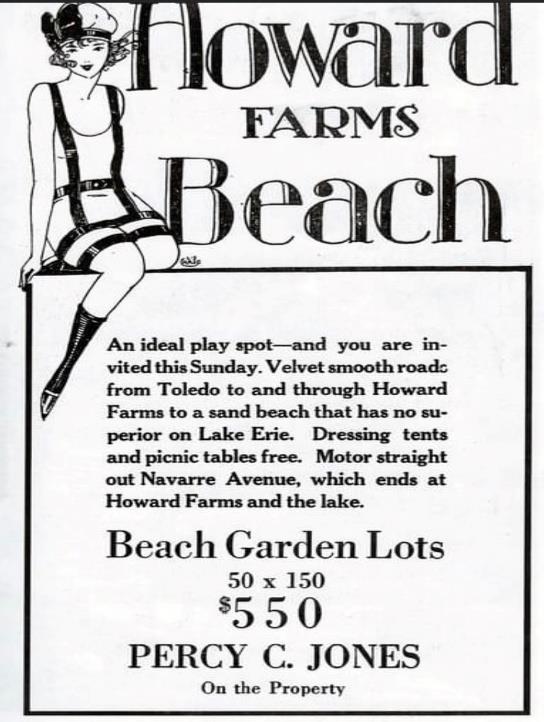 Howard
FARMS
Beach
An ideal play spot—and you are in-
vited this Sunday. Velvet smooth roads
from Toledo to and through Howard
Farms to a sand beach that has no su-
perior on Lake Erie. Dressing tents
and picnic tables free. Motor straight
out Navarre Avenue, which ends at
Howard Farms and the lake.
Beach Garden Lots
50 x 150
$550
PERCY C. JONES
On the Property